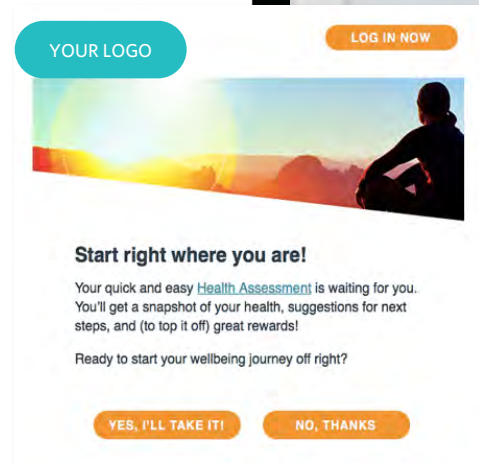 YOUR LOGO
LOG IN NOW
Start right where you are!
Your quick and easy Health Assessment is waiting for you.
You'll get a snapshot of your health, suggestions for next
steps, and (to top it off) great rewards!
Ready to start your wellbeing journey off right?
YES, I'LL TAKE IT!
NO, THANKS